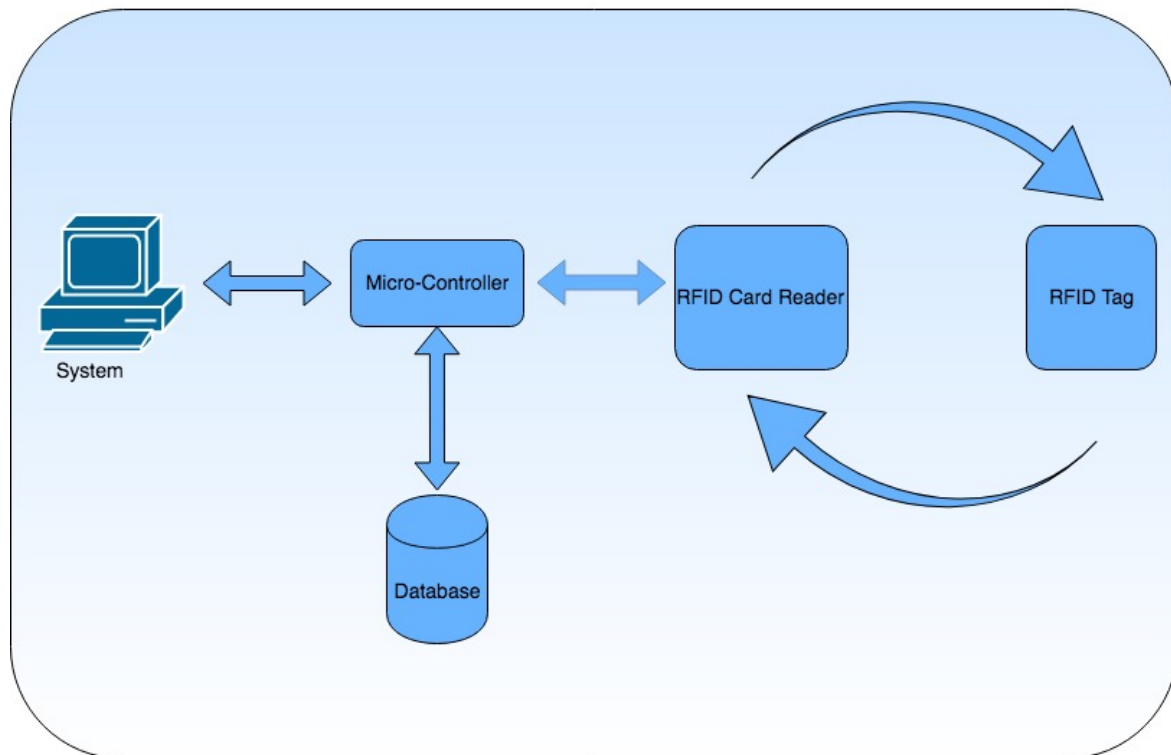 Micro-Controller
RFID Card Reader
RFID Tag
System
Database